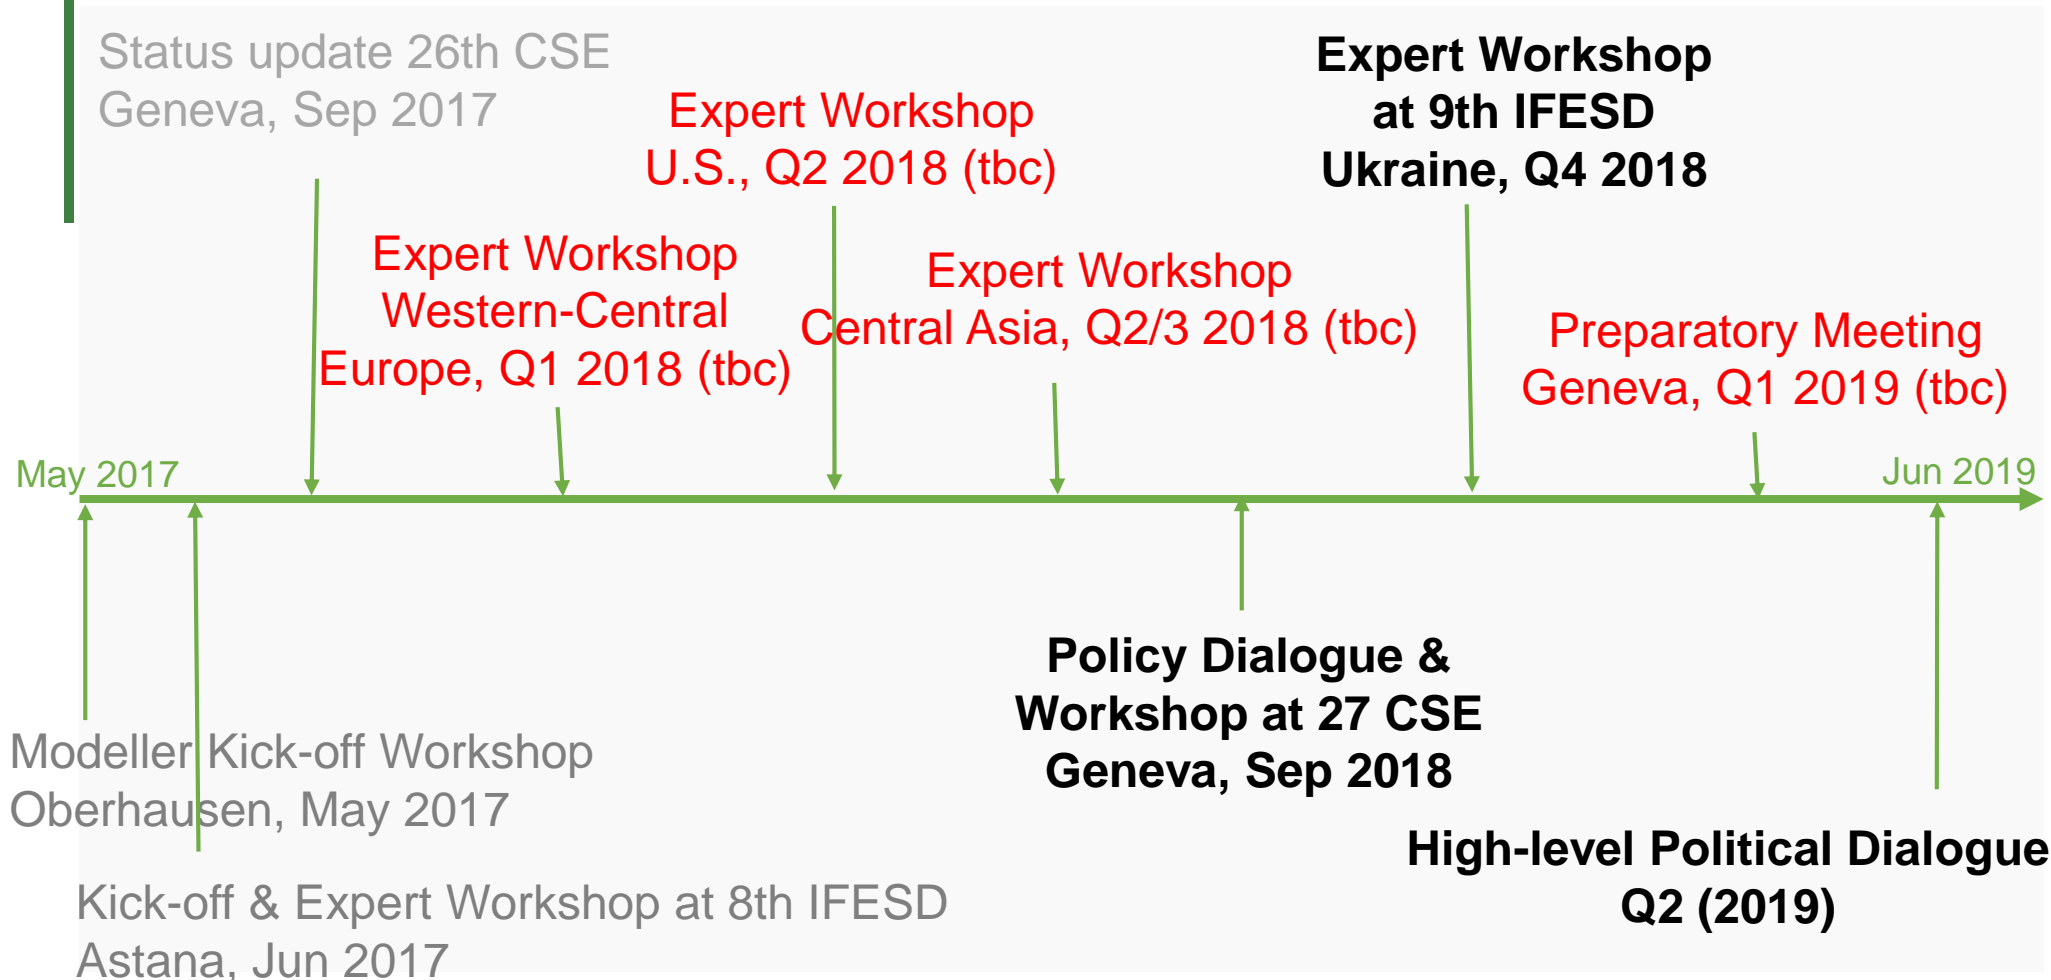 Status update 26th CSE
Geneva, Sep 2017
Expert Workshop
U.S., Q2 2018 (tbc)
Expert Workshop
at 9th IFESD
Ukraine, Q4 2018
Expert Workshop
Western-Central
Europe, Q1 2018 (tbc)
Expert Workshop
Central Asia, Q2/3 2018 (tbc)
Preparatory Meeting
Geneva, Q1 2019 (tbc)
May 2017
Jun 2019
Policy Dialogue &
Workshop at 27 CSE
Geneva, Sep 2018
Modeller Kick-off Workshop
Oberhausen, May 2017
High-level Political Dialogue
Q2 (2019)
Kick-off & Expert Workshop at 8th IFESD
Astana, Jun 2017